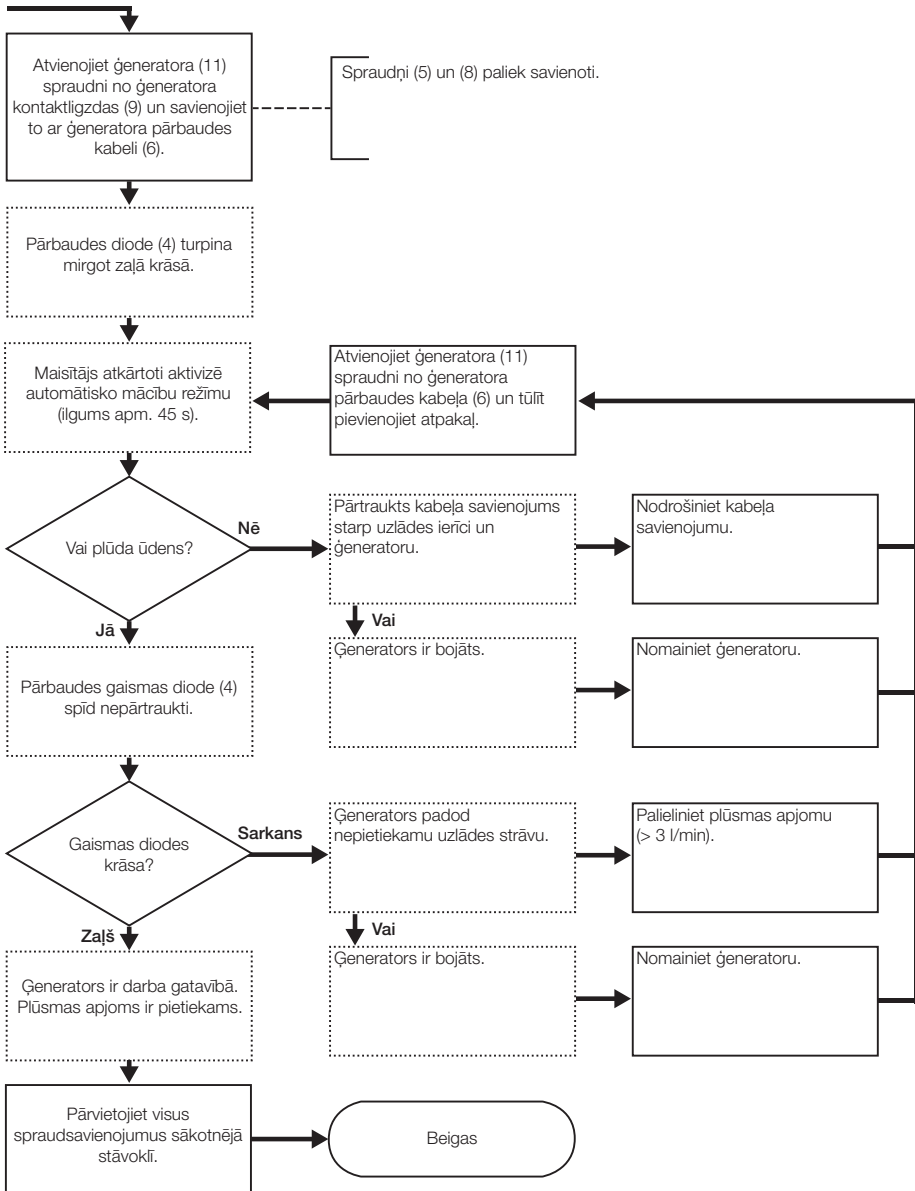 Atvienojiet ģeneratora (11)
spraudni no ģeneratora
kontaktligzdas (9) un savienojiet
to ar ģeneratora pārbaudes
kabeli (6).
Spraudņi (5) un (8) paliek savienoti.
Pārbaudes diode (4) turpina
mirgot zaļā krāsā.
Maisītājs atkārtoti aktivizē
automātisko mācību režīmu
(ilgums apm. 45 s).
Atvienojiet ģeneratora (11)
spraudni no ģeneratora
pārbaudes kabeļa (6) un tūlīt
pievienojiet atpakaļ.
Vai plūda ūdens?
Nē
Pārtraukts kabeļa savienojums
starp uzlādes ierīci un
ģeneratoru.
Nodrošiniet kabeļa
savienojumu.
Jā
Vai
Ģenerators ir bojāts.
Nomainiet ģeneratoru.
Pārbaudes gaismas diode (4)
spīd nepārtraukti.
Gaismas diodes
krāsa?
Sarkans
Ģenerators padod
nepietiekamu uzlādes strāvu.
Palieliniet plūsmas apjomu
(> 3 l/min).
Zaļš
Vai
Ģenerators ir bojāts.
Nomainiet ģeneratoru.
Ģenerators ir darba gatavībā.
Plūsmas apjoms ir pietiekams.
Pārvietojiet visus
spraudsavienojumus sākotnējā
stāvoklī.
Beigas